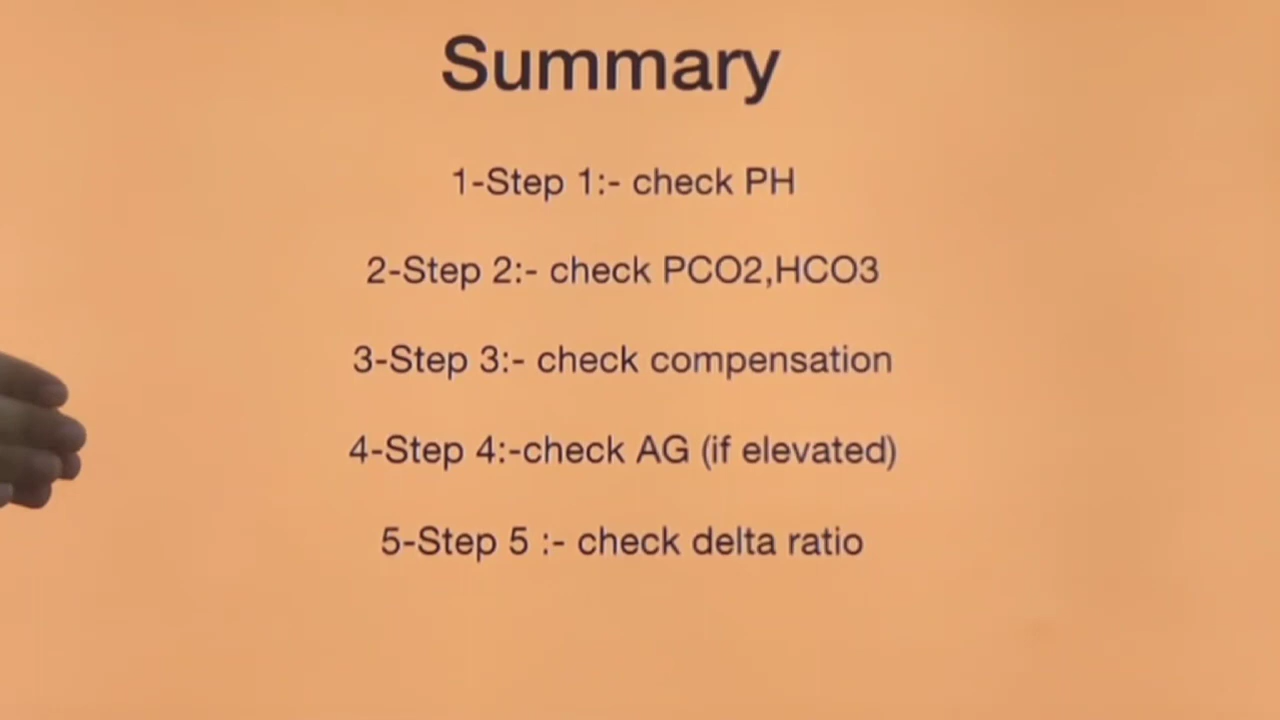 Summary
1-Step 1:- check PH
2-Step 2:- check PCO2,HCO3
3-Step 3:- check compensation
4-Step 4:-check AG (if elevated)
5-Step 5 :- check delta ratio